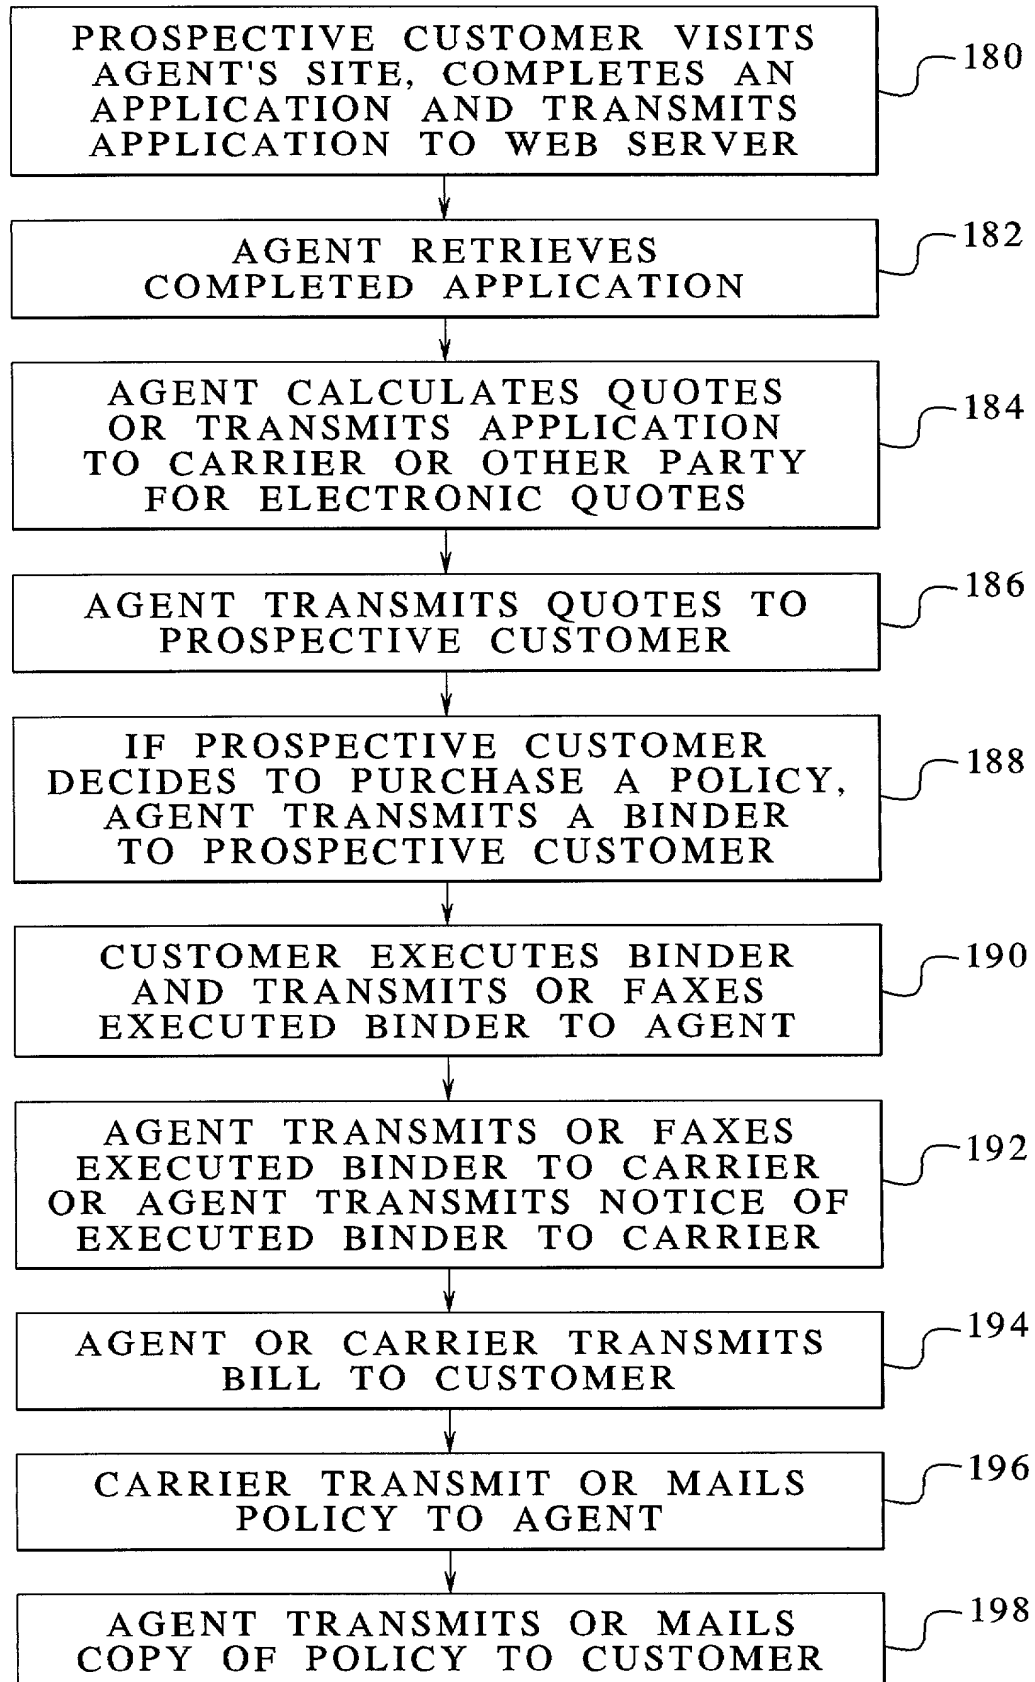 PROSPECTIVE CUSTOMER VISITS
AGENT'S SITE, COMPLETES AN
APPLICATION AND TRANSMITS
APPLICATION TO WEB SERVER
180
AGENT RETRIEVES
COMPLETED APPLICATION
182
AGENT CALCULATES QUOTES
OR TRANSMITS APPLICATION
TO CARRIER OR OTHER PARTY
FOR ELECTRONIC QUOTES
184
AGENT TRANSMITS QUOTES TO
PROSPECTIVE CUSTOMER
186
IF PROSPECTIVE CUSTOMER
DECIDES TO PURCHASE A POLICY,
AGENT TRANSMITS A BINDER
TO PROSPECTIVE CUSTOMER
188
CUSTOMER EXECUTES BINDER
AND TRANSMITS OR FAXES
EXECUTED BINDER TO AGENT
190
AGENT TRANSMITS OR FAXES
EXECUTED BINDER TO CARRIER
OR AGENT TRANSMITS NOTICE OF
EXECUTED BINDER TO CARRIER
192
AGENT OR CARRIER TRANSMITS
BILL TO CUSTOMER
194
CARRIER TRANSMIT OR MAILS
POLICY TO AGENT
196
AGENT TRANSMITS OR MAILS
COPY OF POLICY TO CUSTOMER
198